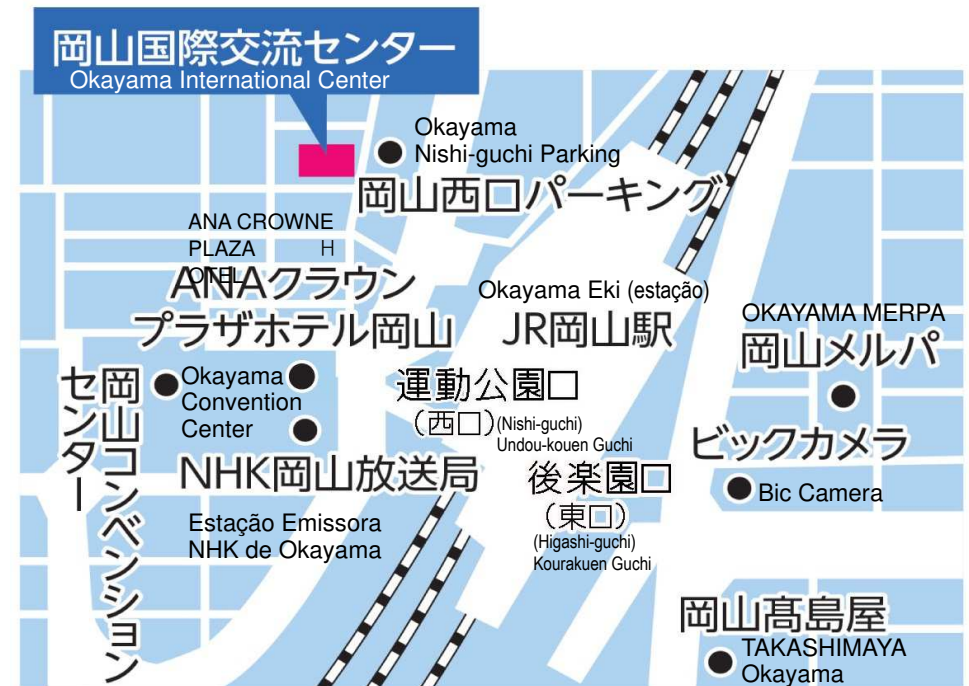 岡山国際交流センター
Okayama International Center
Okayama
Nishi-guchi Parking
岡山西口パーキング
ANA CROWNE
PLAZA H
OTEL
ANAクラウン
プラザホテル岡山
Okayama Eki (estação)
JR岡山駅
OKAYAMA MERPA
岡山メルパ
岡山コンベンション
センター
Okayama
Convention
Center
運動公園口
(西口)
(Nishi-guchi)
Undou-kouen Guchi
ビックカメラ
Bic Camera
NHK岡山放送局
Estação Emissora
NHK de Okayama
後楽園口
(東口)
(Higashi-guchi)
Kourakuen Guchi
岡山髙島屋
TAKASHIMAYA
Okayama